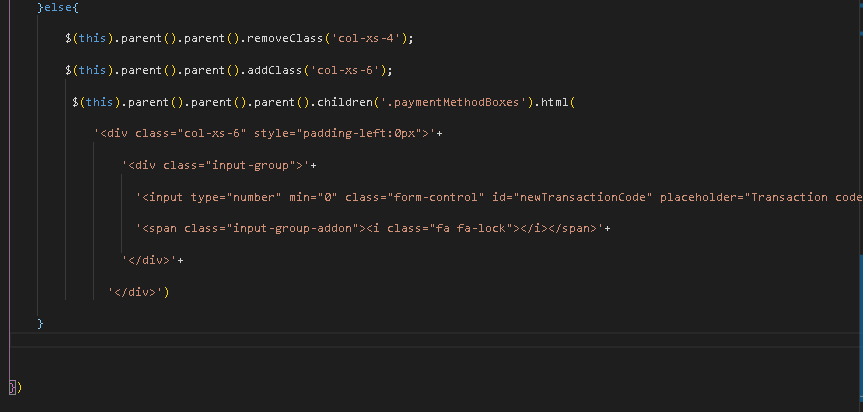 }else{
$(this).parent().parent().removeClass('col-xs-4');
$(this).parent().parent().addClass('col-xs-6');
$(this).parent().parent().parent().children('.paymentMethodBoxes').html(
'<div class="col-xs-6" style="padding-left:0px">'+
'<div class="input-group">'+
'<input type="number" min="0" class="form-control" id="newTransactionCode" placeholder="Transaction code
'<span class="input-group-addon"><i class="fa fa-lock"></i></span>'+
'</div>'+
'</div>')
}
})